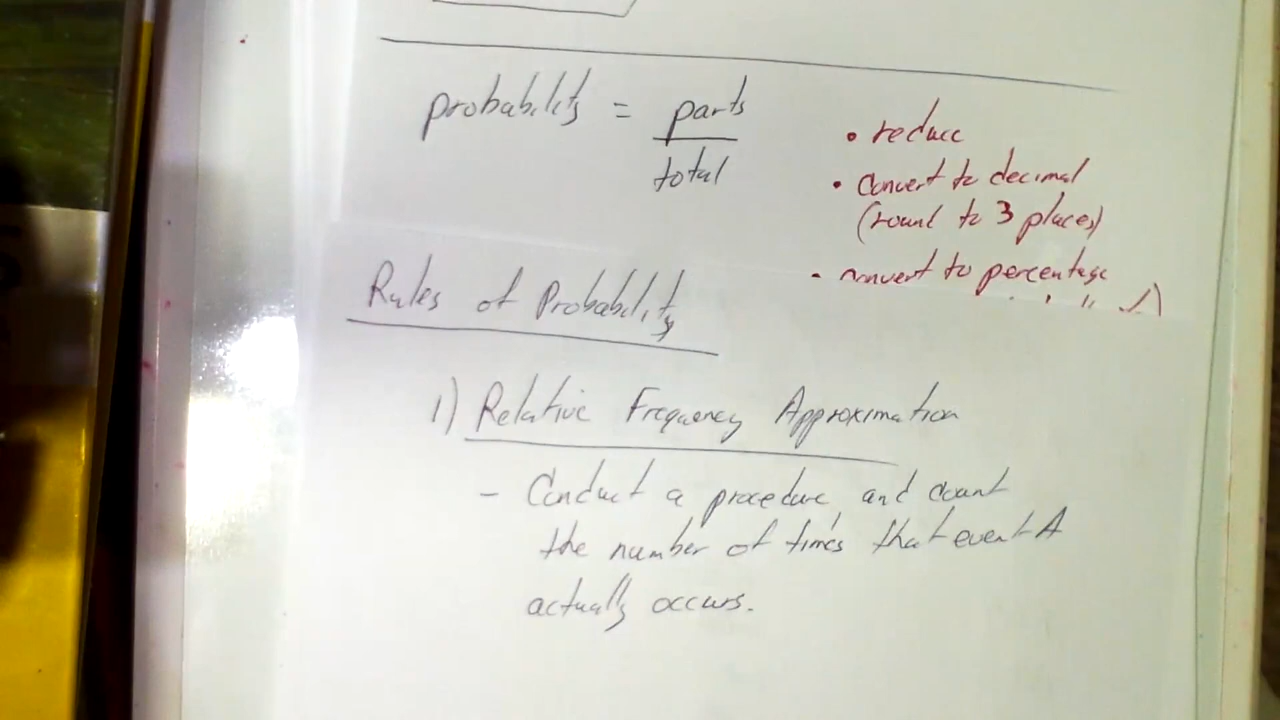 probability = parts
total
• reduce
• Convert to decimal
(round to 3 places)
• convert to percentage
Rules of Probability
1) Relative Frequency Approximation
- Conduct a procedure, and count
the number of times that event A
actually occurs.